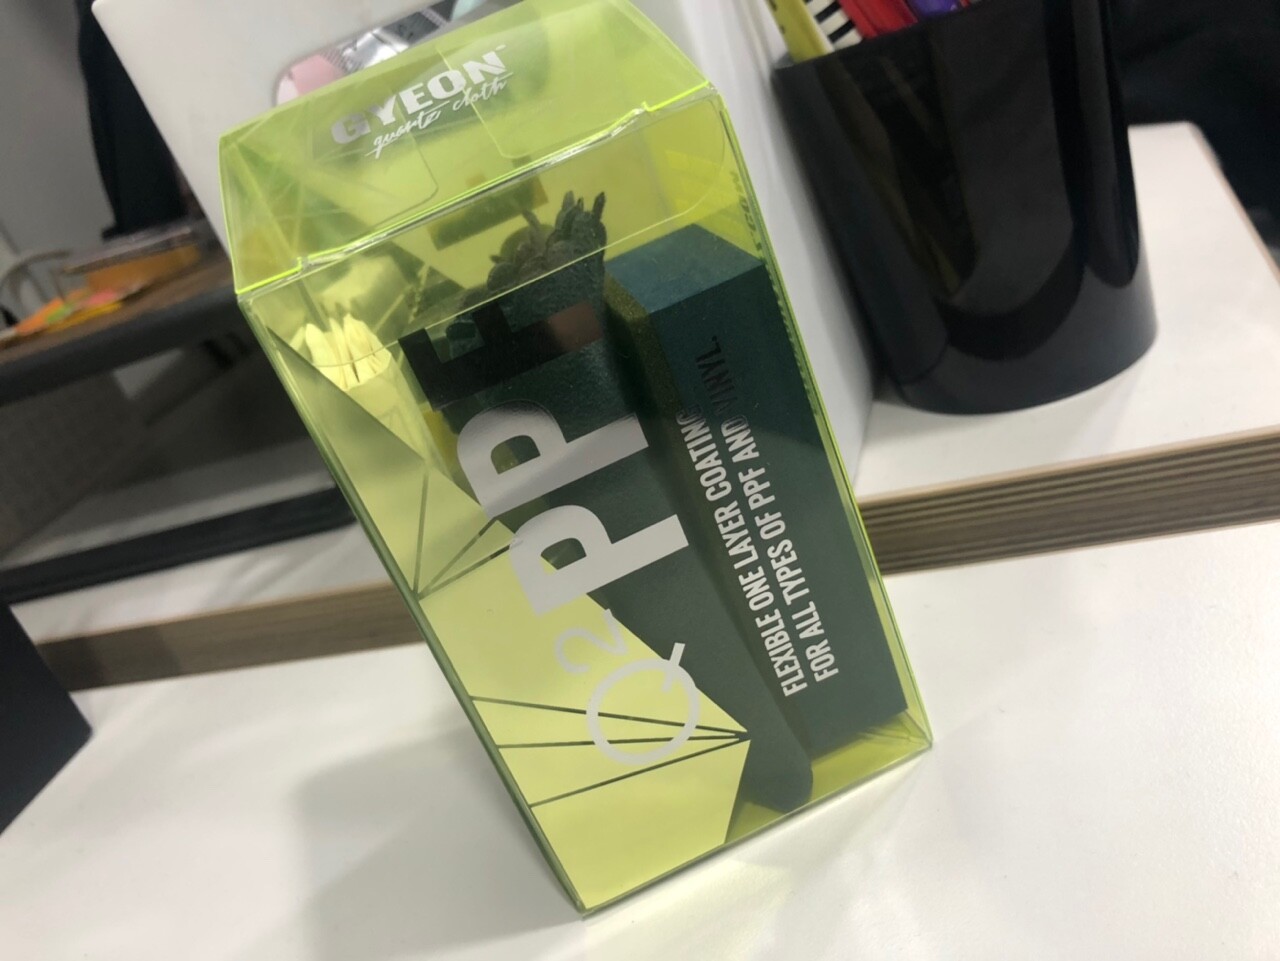 GYEON
quartz cloth
Q² PPF
FLEXIBLE ONE LAYER COATING
FOR ALL TYPES OF PPF AND VINYL.